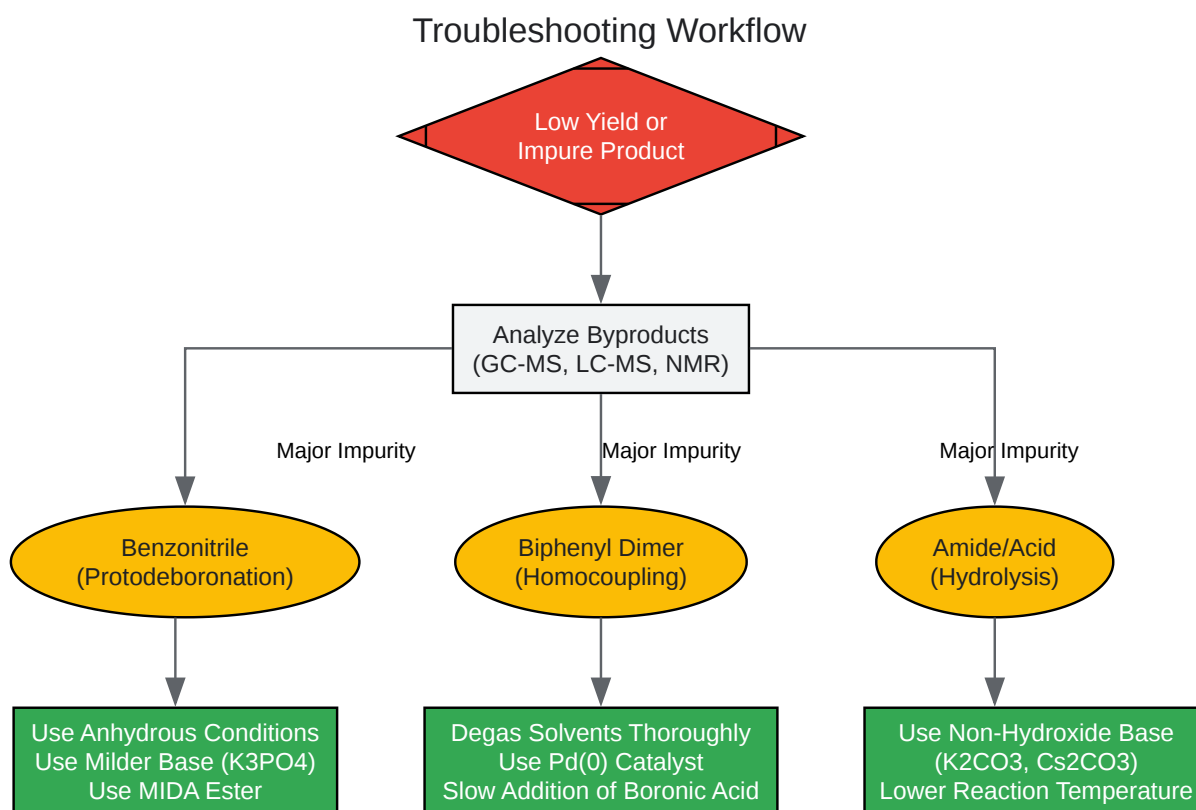 Troubleshooting Workflow
Low Yield or
Impure Product
Analyze Byproducts
(GC-MS, LC-MS, NMR)
Major Impurity
Major Impurity
Major Impurity
Benzonitrile
(Protodeboronation)
Biphenyl Dimer
(Homocoupling)
Amide/Acid
(Hydrolysis)
Use Anhydrous Conditions
Use Milder Base (K3PO4)
Use MIDA Ester
Degas Solvents Thoroughly
Use Pd(0) Catalyst
Slow Addition of Boronic Acid
Use Non-Hydroxide Base
(K2CO3, Cs2CO3)
Lower Reaction Temperature